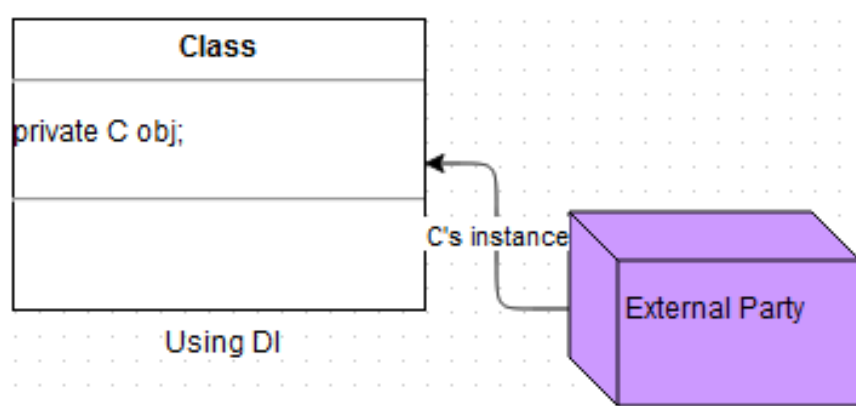 Class
private C obj;
C's instance
External Party
Using DI